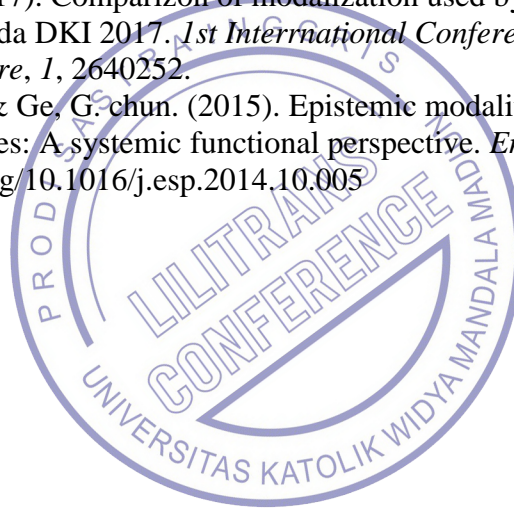 17). Comparizon of modalization used by
da DKI 2017. 1st Interrnational Confere
re, 1, 2640252.
& Ge, G. chun. (2015). Epistemic modali
es: A systemic functional perspective. En
g/10.1016/j.esp.2014.10.005
PRODI SASTRA INGGRIS
LILITRANS
CONFERENCE
UNIVERSITAS KATOLIK WIDYA MANDALA MADIUN